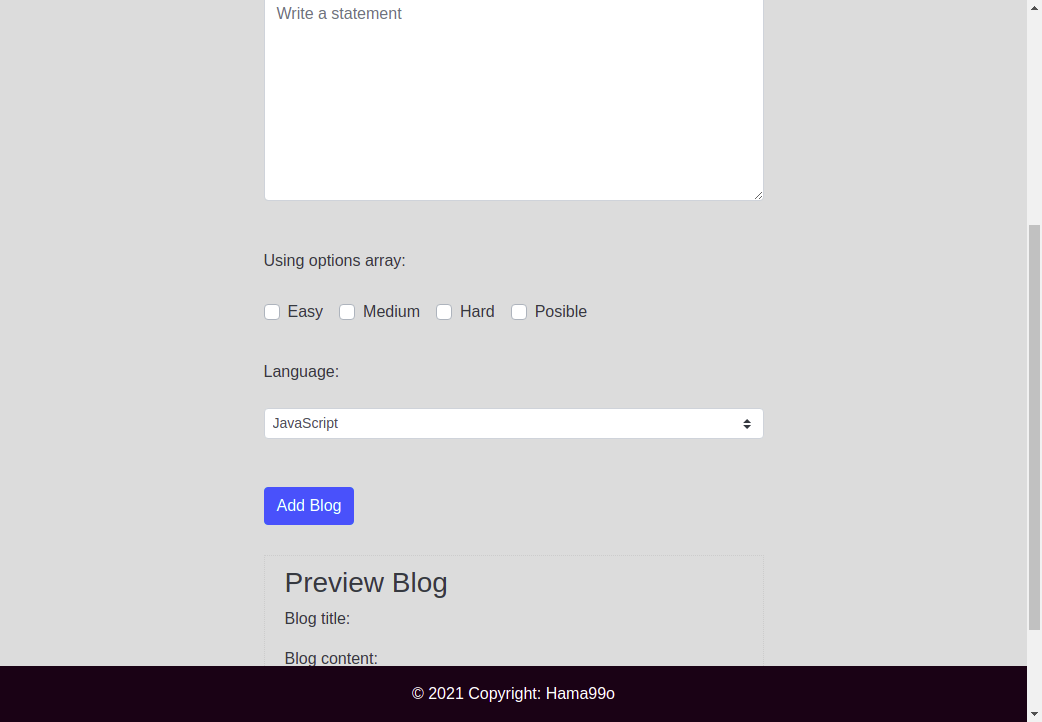 Write a statement
Using options array:
Easy Medium Hard Posible
Language:
JavaScript
Add Blog
Preview Blog
Blog title:
Blog content:
© 2021 Copyright: Hama99o